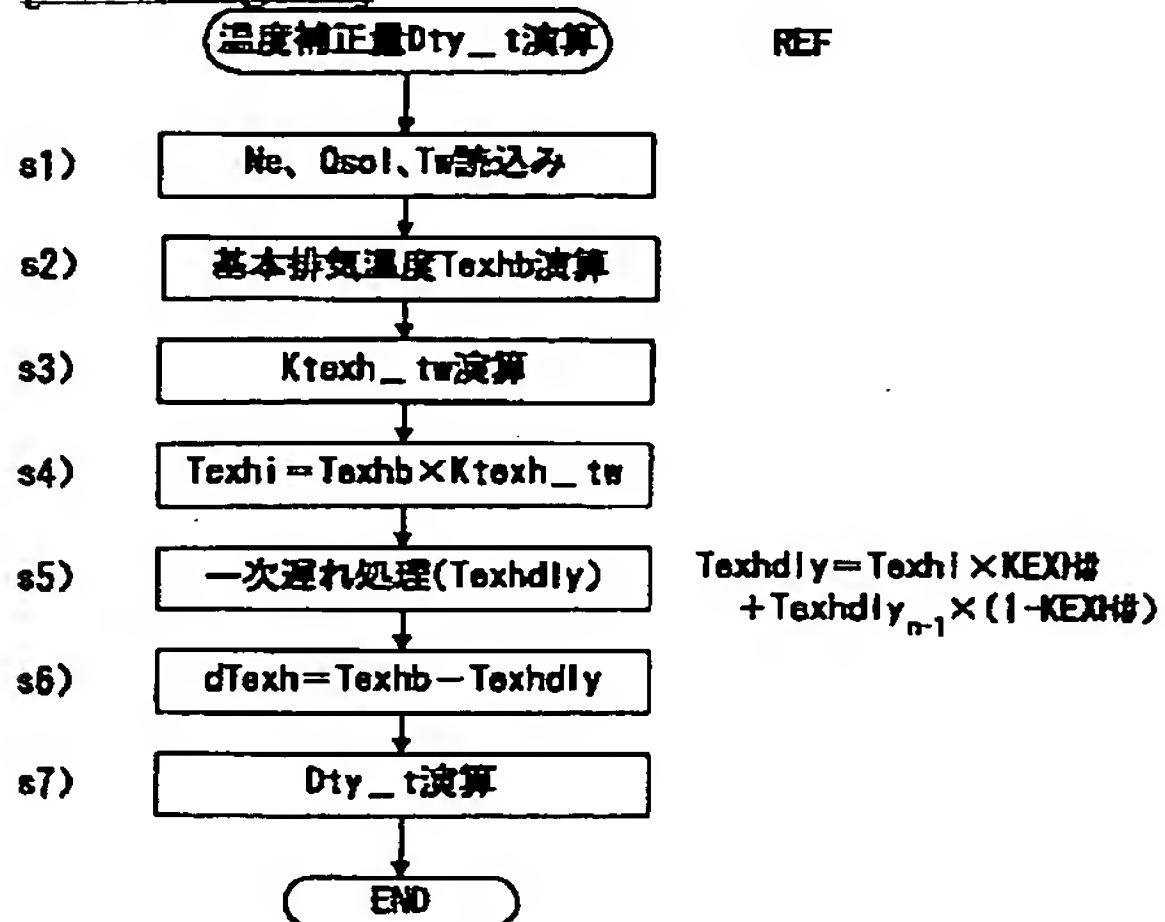 温度補正量Dty_t演算
REF
s1) Ne、Qsol、Tw読込み
s2) 基本排気温度Texhb演算
s3) Ktexh_tw演算
s4) Texhi=Texhb×Ktexh_tw
s5) 一次遅れ処理(Texhdly)
Texhdly=Texhi×KEXH#
+Texhdlyn-1×(1-KEXH#)
s6) dTexh=Texhb-Texhdly
s7) Dty_t演算
END